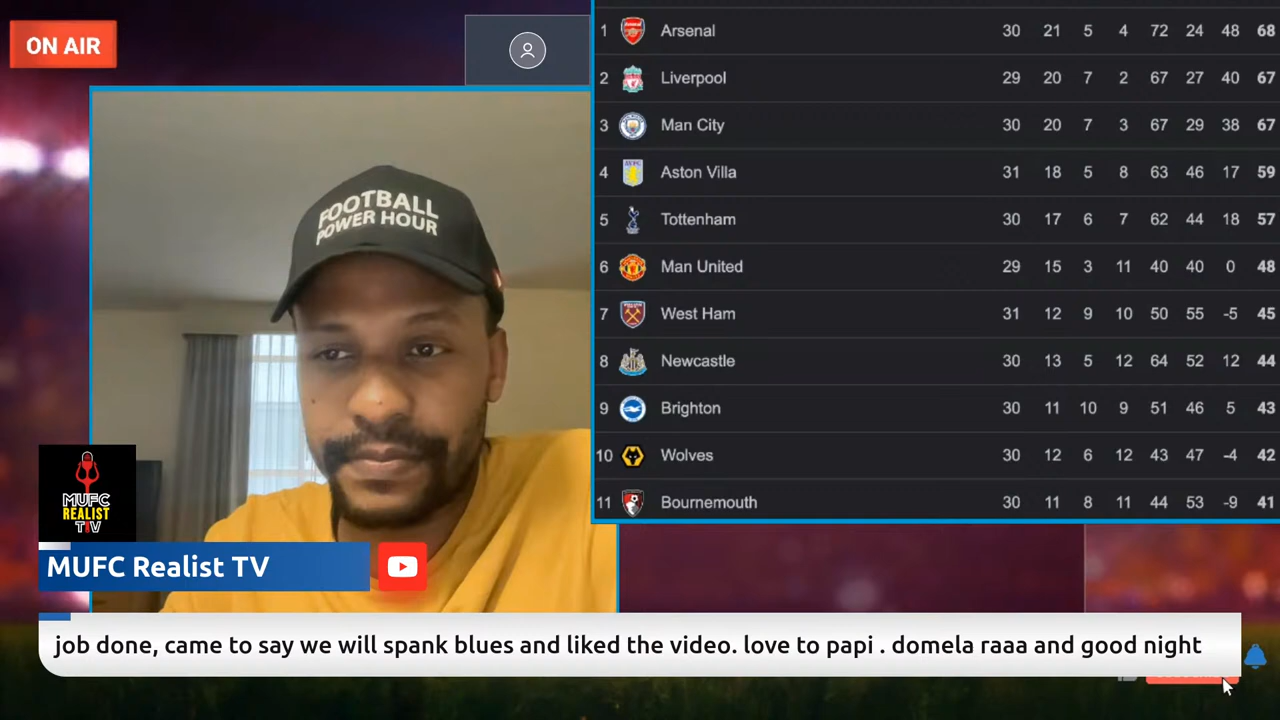 ON AIR
FOOTBALL
POWER HOUR
1 Arsenal 30 21 5 4 72 24 48 68
2 Liverpool 29 20 7 2 67 27 40 67
3 Man City 30 20 7 3 67 29 38 67
4 Aston Villa 31 18 5 8 63 46 17 59
5 Tottenham 30 17 6 7 62 44 18 57
6 Man United 29 15 3 11 40 40 0 48
7 West Ham 31 12 9 10 50 55 -5 45
8 Newcastle 30 13 5 12 64 52 12 44
9 Brighton 30 11 10 9 51 46 5 43
10 Wolves 30 12 6 12 43 47 -4 42
11 Bournemouth 30 11 8 11 44 53 -9 41
MUFC
REALIST
TV
MUFC Realist TV
job done, came to say we will spank blues and liked the video. love to papi . domela raaa and good night